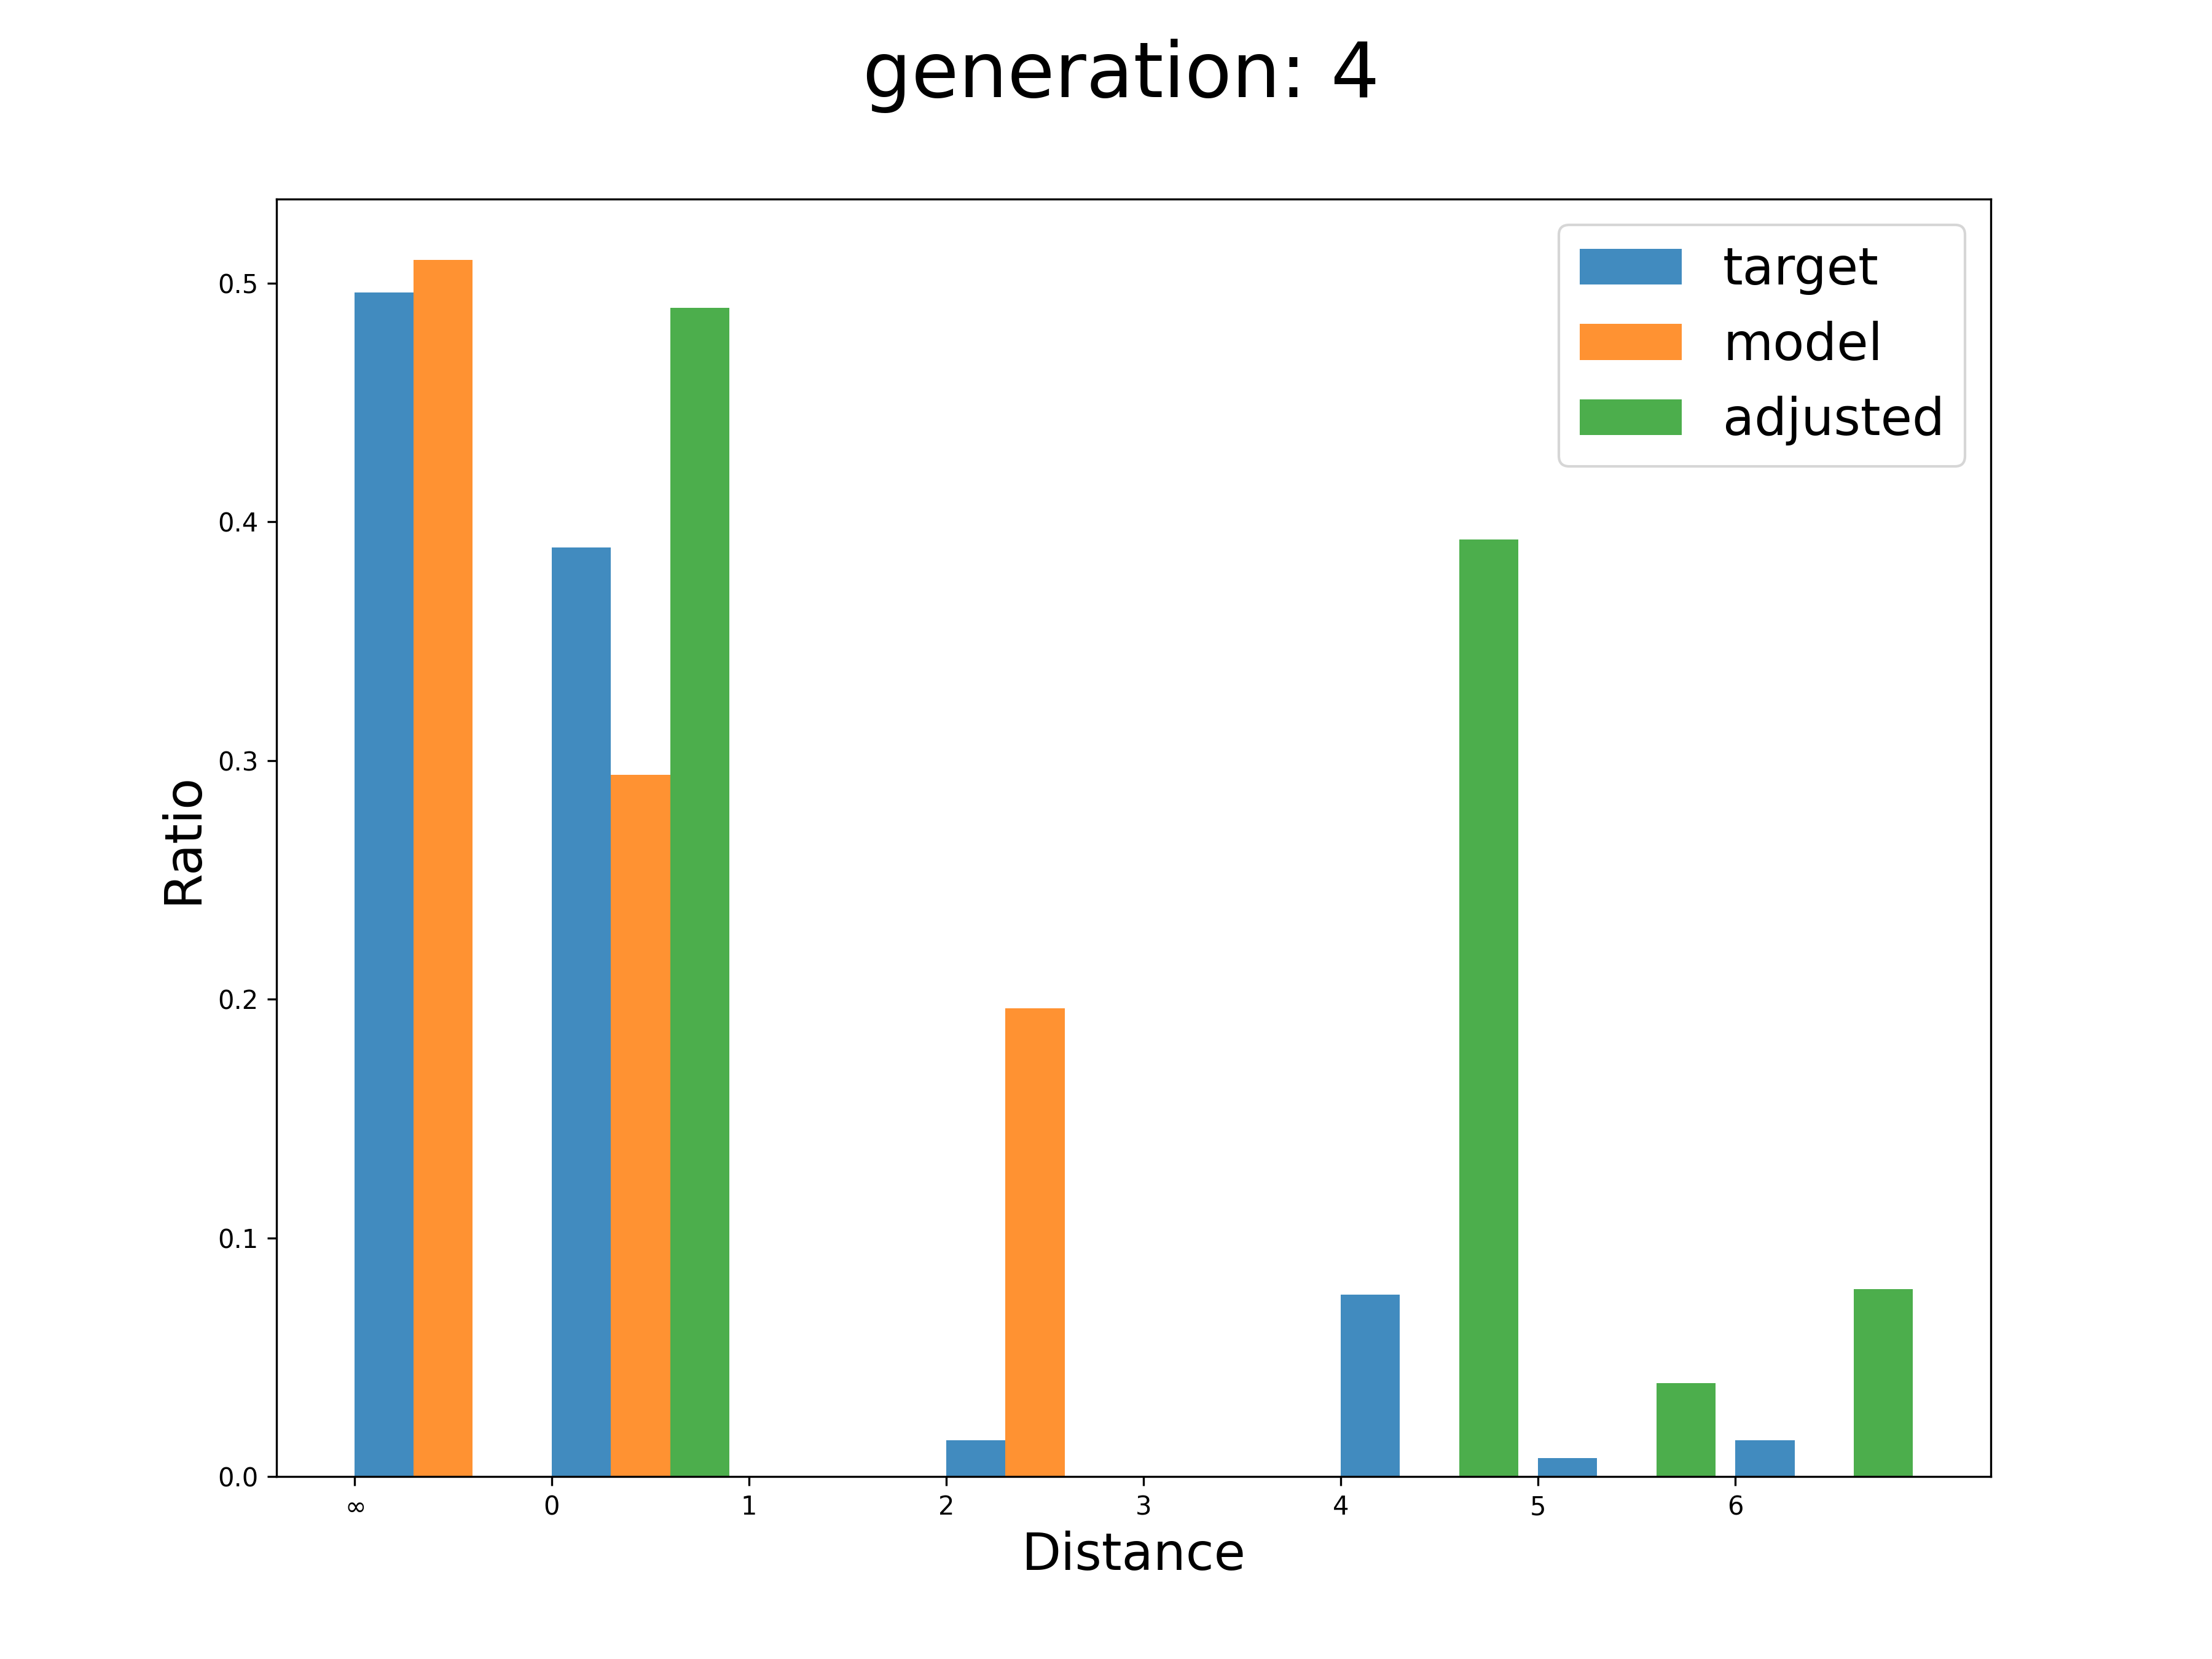 generation: 4
target
model
adjusted
Ratio
0.5
0.4
0.3
0.2
0.1
0.0
∞ 0 1 2 3 4 5 6
Distance